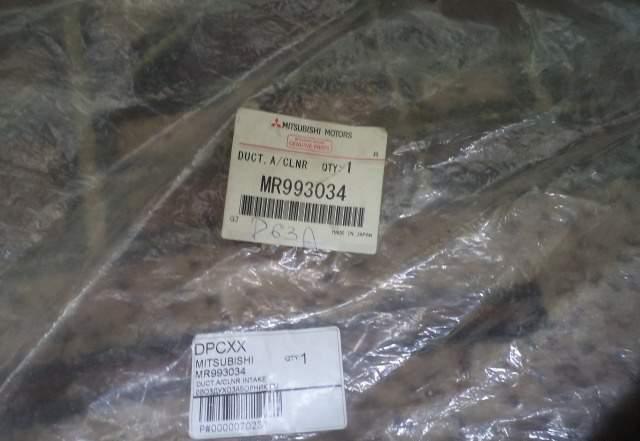 MITSUBISHI MOTORS
GENUINE PARTS
DUCT. A/CLNR QTY: 1
MR993034
MADE IN JAPAN
D63A
DPCXX
MITSUBISHI QTY: 1
MR993034
DUCT A/CLNR INTAKE